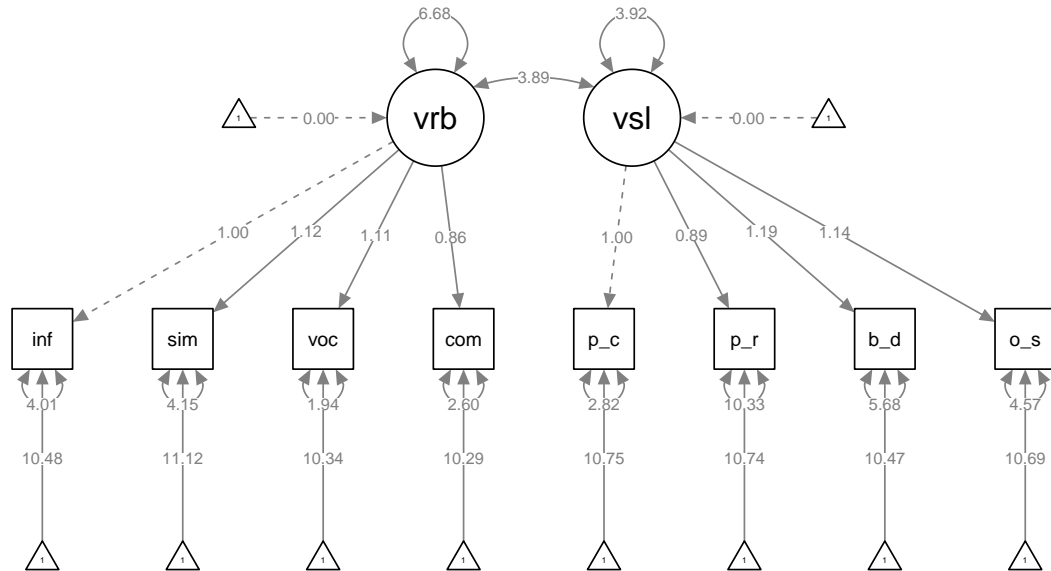 6.68 3.92
3.89
1 0.00 vrb vsl 0.00 1
1.00 1.12 1.11 0.86 1.00 0.89 1.19 1.14
inf sim voc com p_c p_r b_d o_s
4.01 4.15 1.94 2.60 2.82 10.33 5.68 4.57
10.48 11.12 10.34 10.29 10.75 10.74 10.47 10.69
1 1 1 1 1 1 1 1